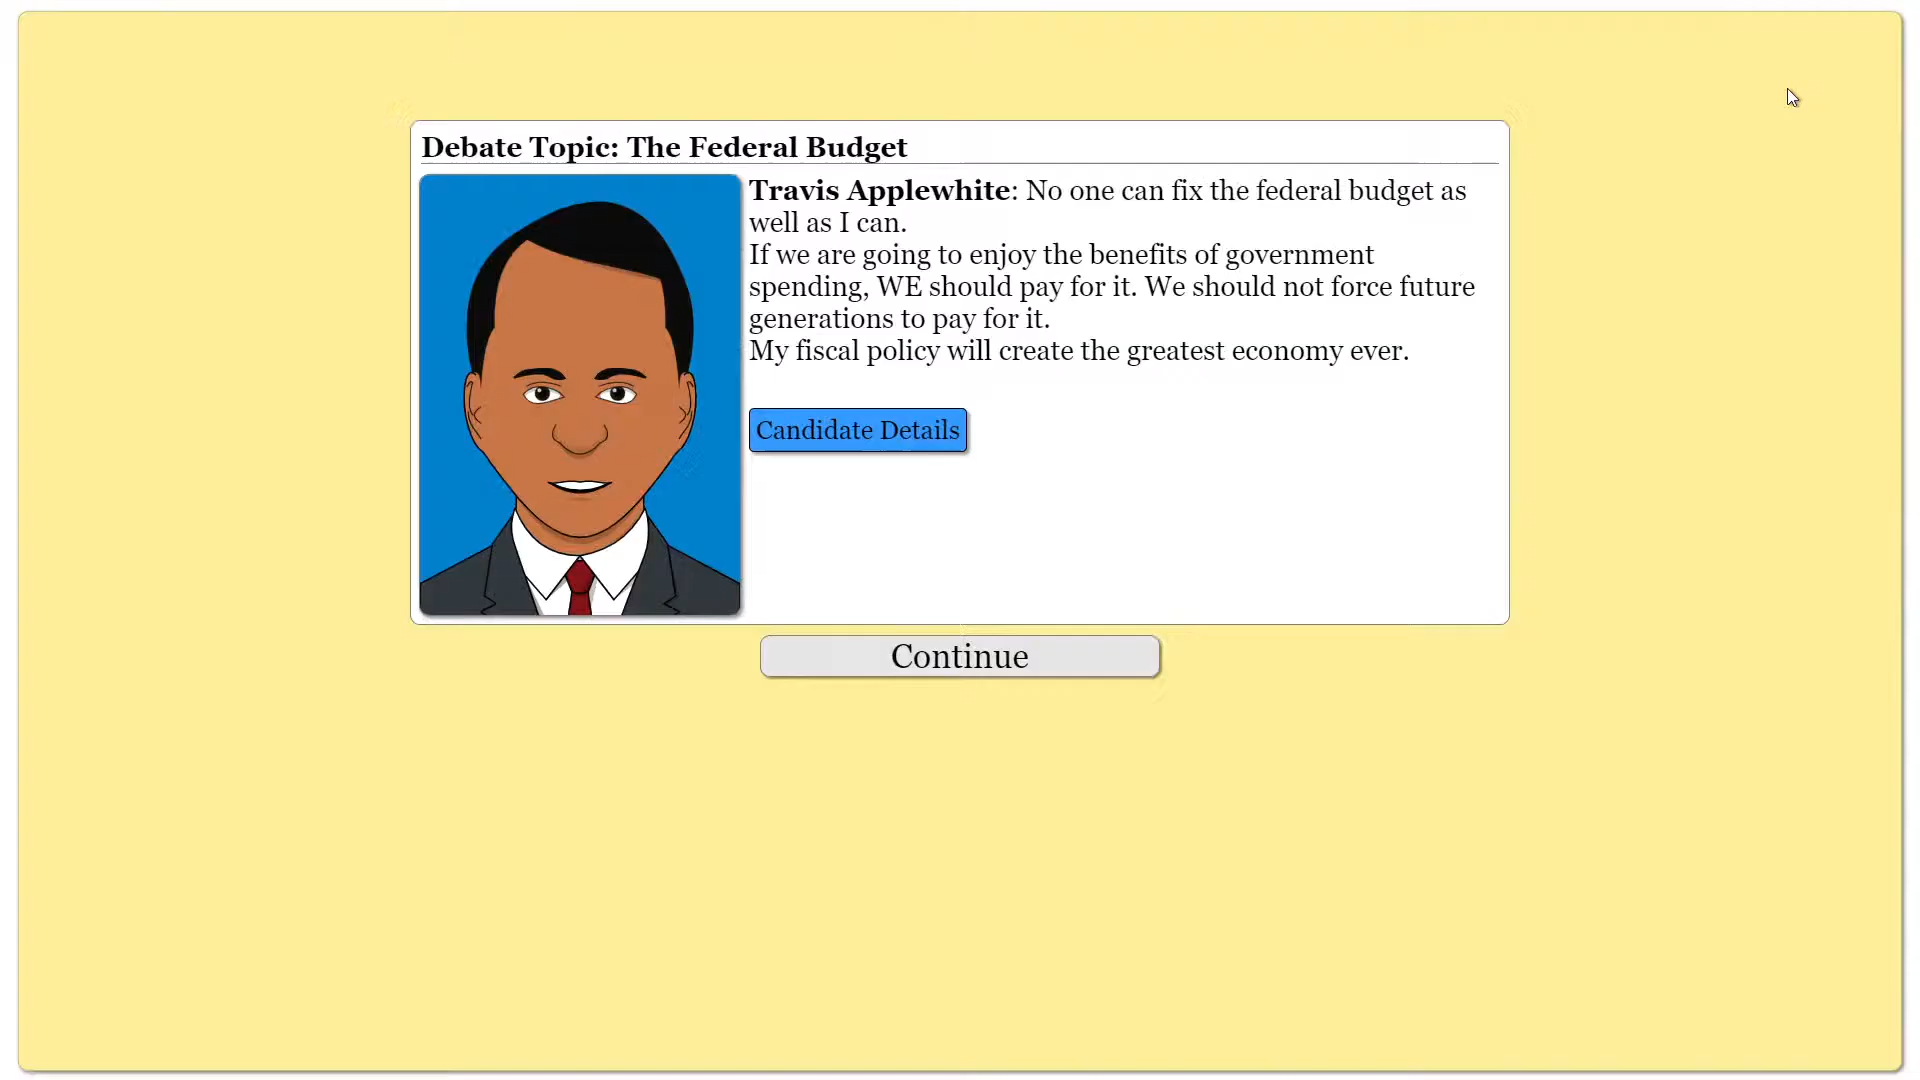 Debate Topic: The Federal Budget
Travis Applewhite: No one can fix the federal budget as
well as I can.
If we are going to enjoy the benefits of government
spending, WE should pay for it. We should not force future
generations to pay for it.
My fiscal policy will create the greatest economy ever.
Candidate Details
Continue